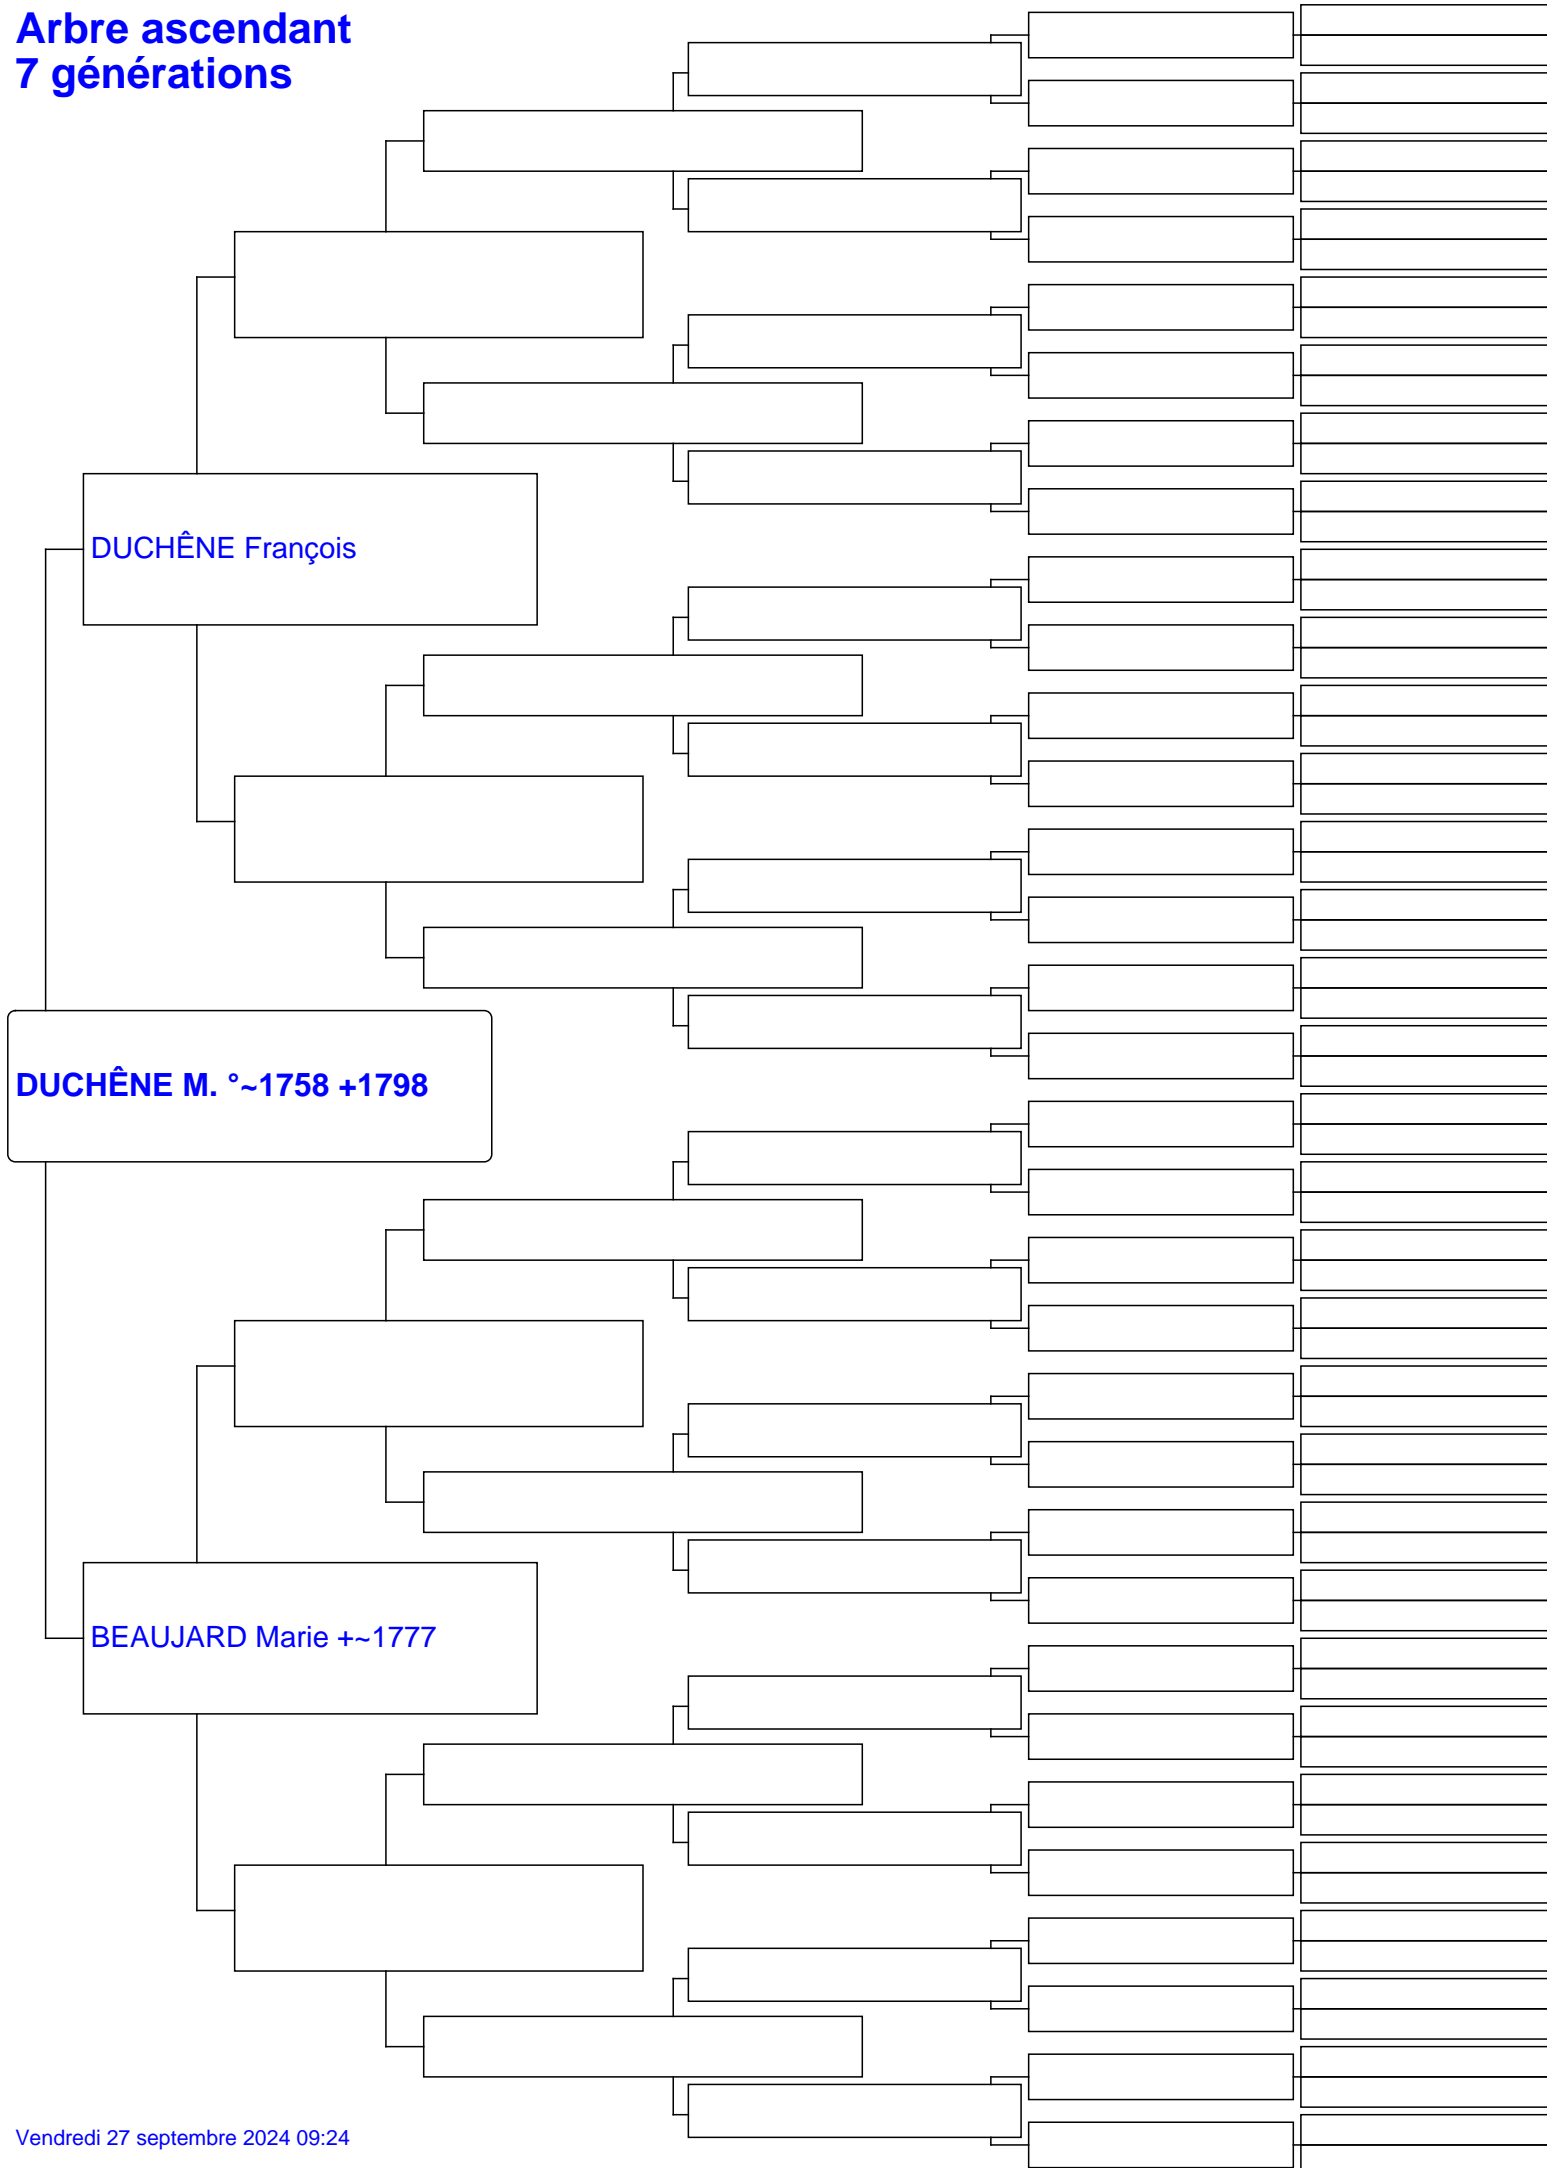 Arbre ascendant
7 générations
DUCHÊNE François
DUCHÊNE M. °~1758 +1798
BEAUJARD Marie +~1777
Vendredi 27 septembre 2024 09:24